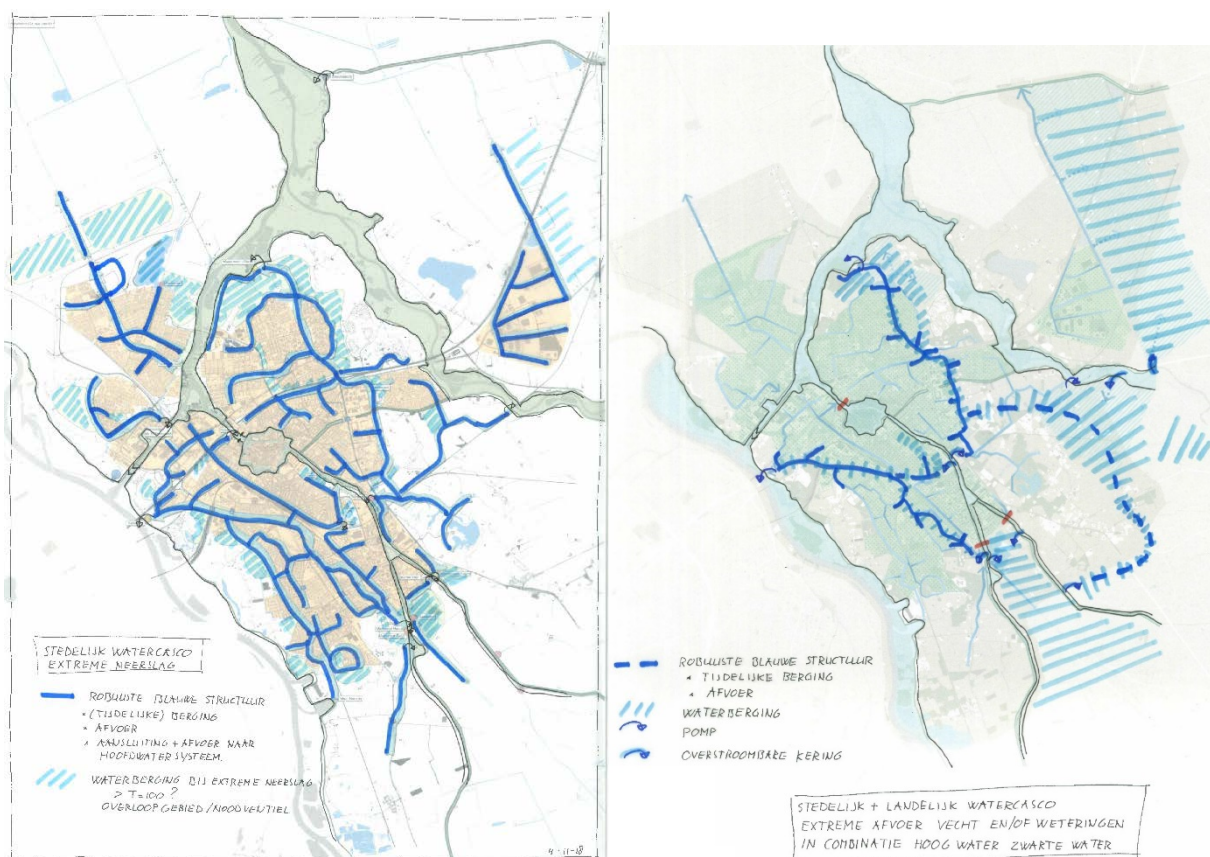 STEDELIJK WATERCASCO
EXTREME NEERSLAG
ROBUUSTE BLAUWE STRUCTUUR
• (TIJDELIJKE) BERGING
• AFVOER
• AANSLUITING + AFVOER NAAR
HOOFDWATERSYSTEEM.
WATERBERGING BIJ EXTREME NEERSLAG
> T=100 ?
OVERLOOPGEBIED/NOODVENTIEL
4-11-18
ROBUUSTE BLAUWE STRUCTUUR
• TIJDELIJKE BERGING
• AFVOER
WATERBERGING
POMP
OVERSTROOMBARE KERING
STEDELIJK + LANDELIJK WATERCASCO
EXTREME AFVOER VECHT EN/OF WETERINGEN
IN COMBINATIE HOOG WATER ZWARTE WATER